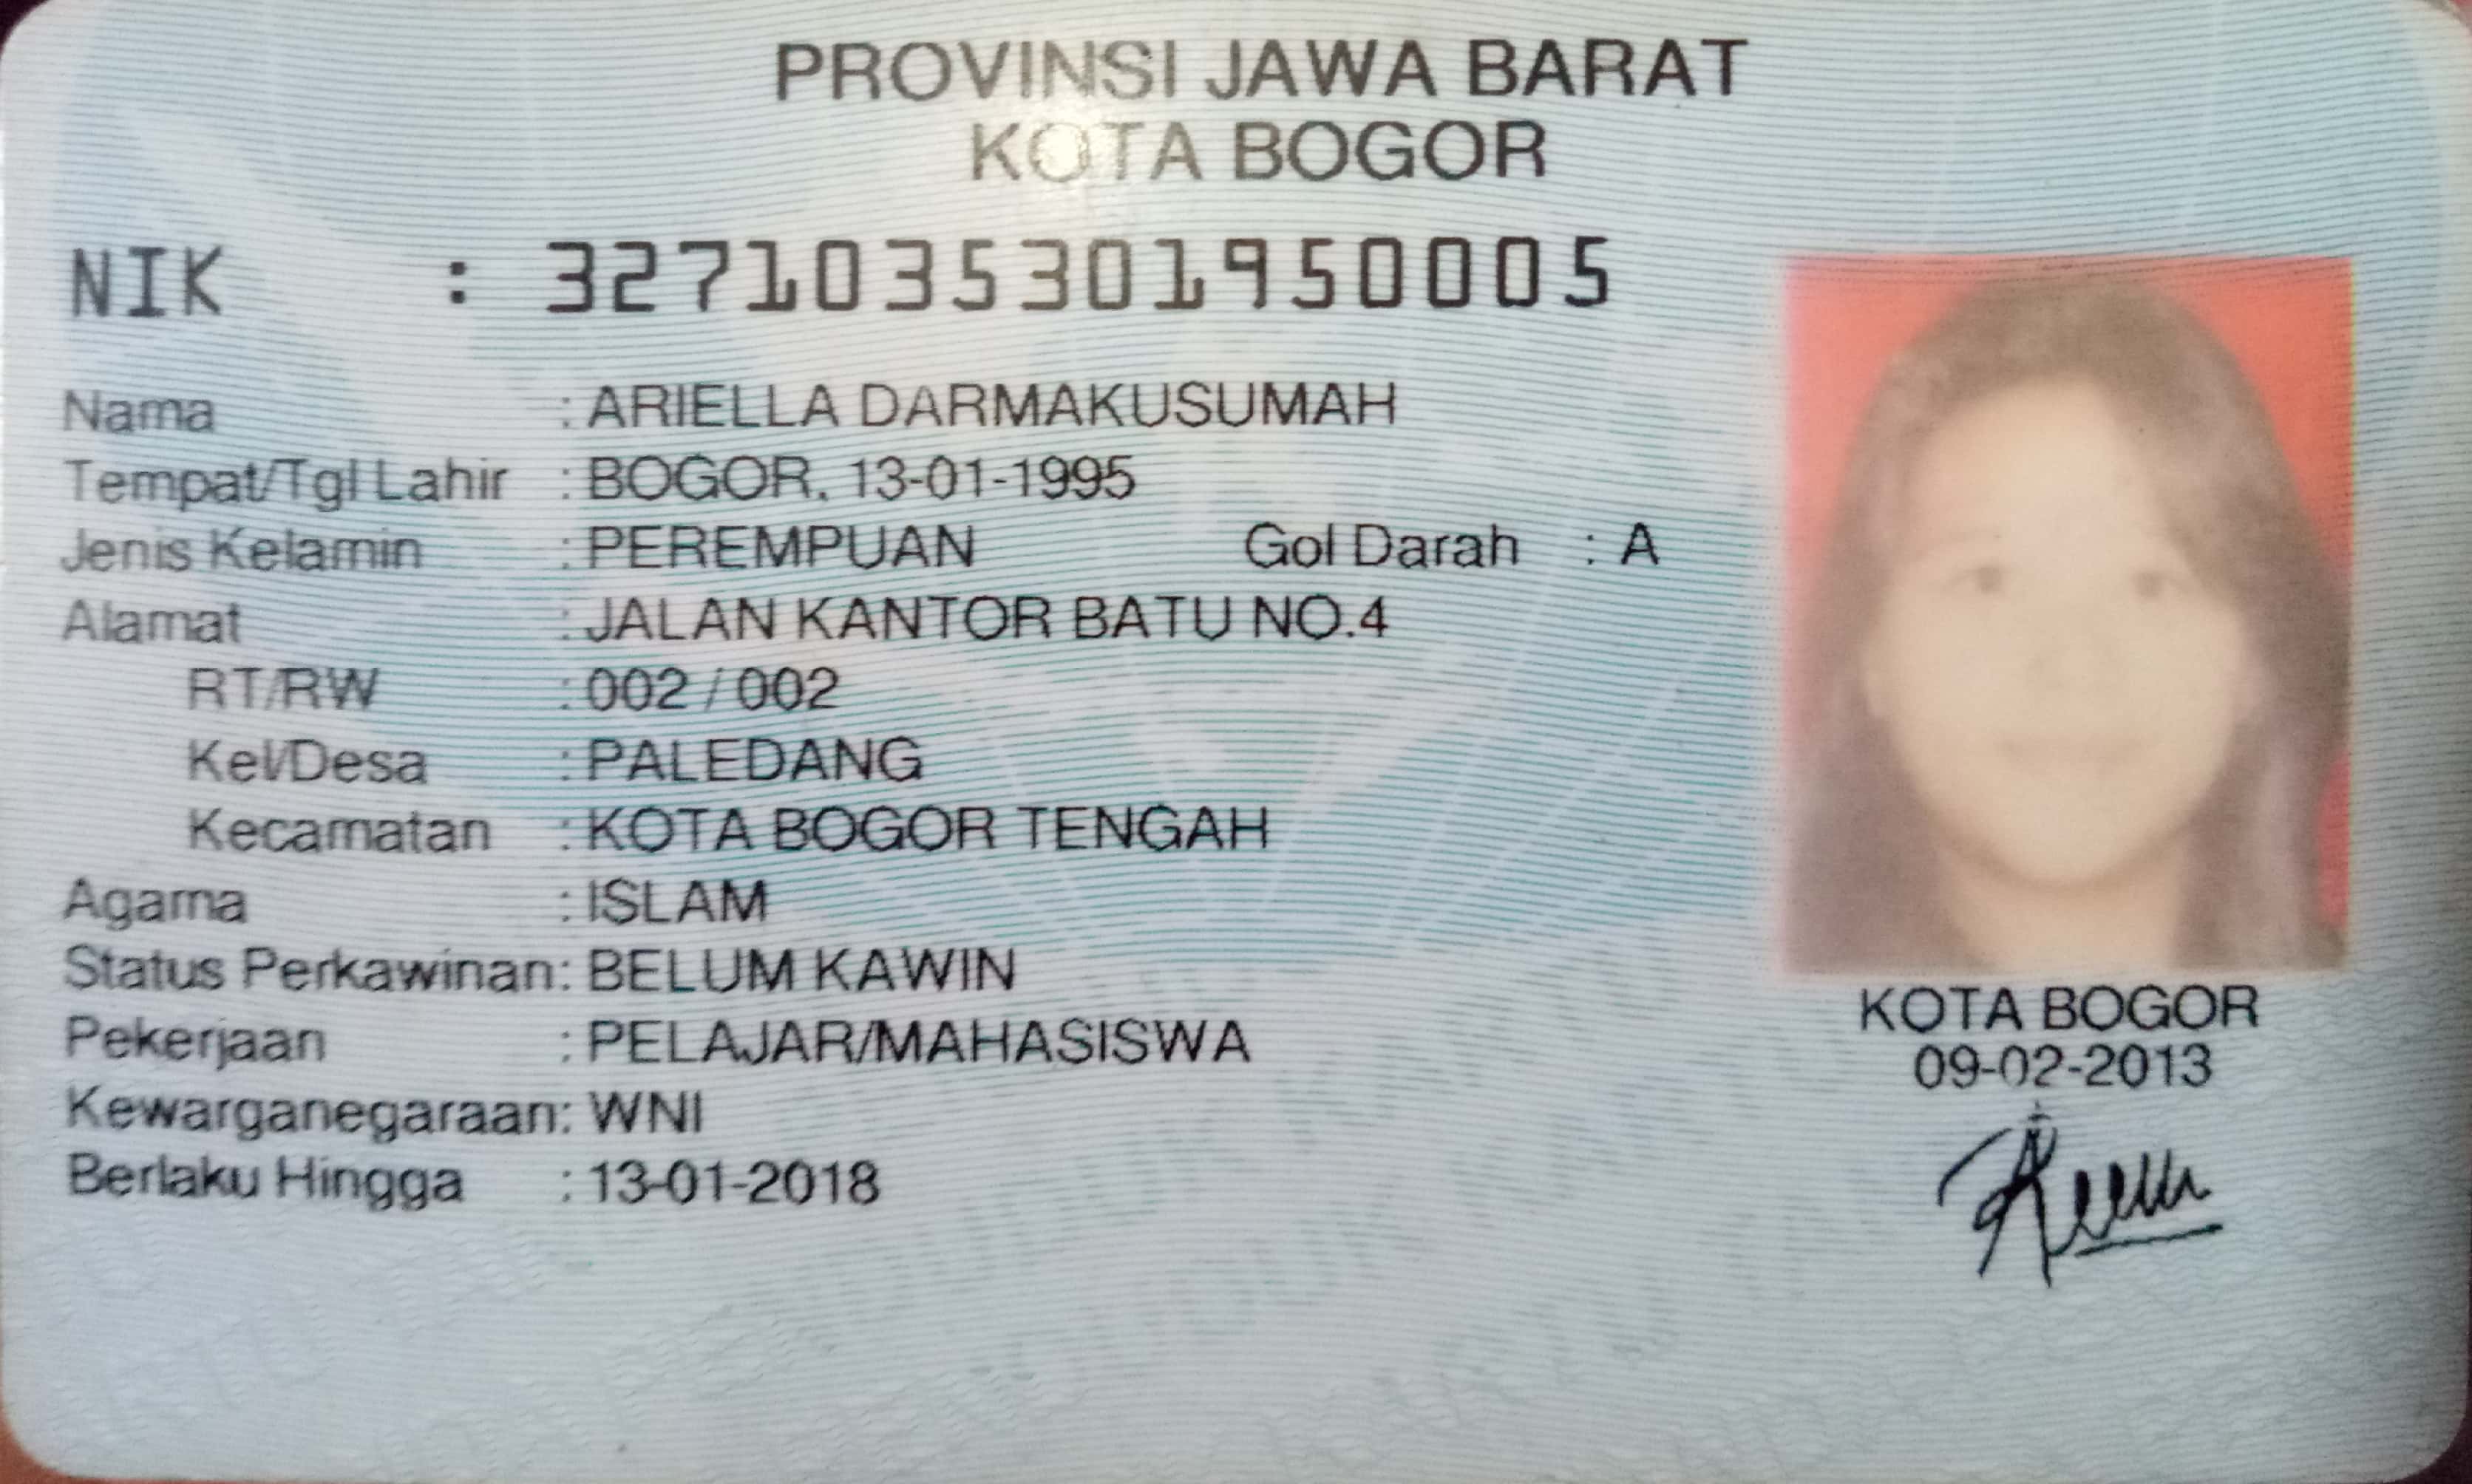 PROVINSI JAWA BARAT
KOTA BOGOR
NIK : 3271035301950005
Nama : ARIELLA DARMAKUSUMAH
Tempat/Tgl Lahir : BOGOR, 13-01-1995
Jenis Kelamin : PEREMPUAN Gol Darah : A
Alamat : JALAN KANTOR BATU NO.4
RT/RW : 002 / 002
Kel/Desa : PALEDANG
Kecamatan : KOTA BOGOR TENGAH
Agama : ISLAM
Status Perkawinan: BELUM KAWIN
Pekerjaan : PELAJAR/MAHASISWA
Kewarganegaraan: WNI
Berlaku Hingga : 13-01-2018
KOTA BOGOR
09-02-2013